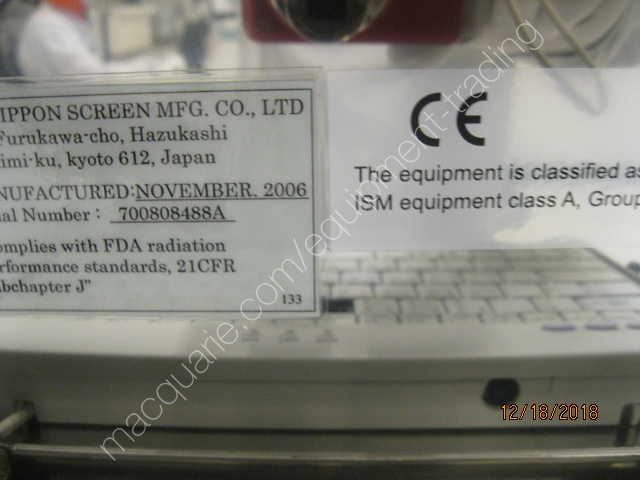 IPPON SCREEN MFG. CO., LTD
Furukawa-cho, Hazukashi
imi-ku, kyoto 612, Japan
NUFACTURED:NOVEMBER. 2006
ial Number : 700808488A
omplies with FDA radiation
rformance standards, 21CFR
bchapter J"
133
CE
The equipment is classified as
ISM equipment class A, Group
macquarie.com/equipment-trading
12/18/2018